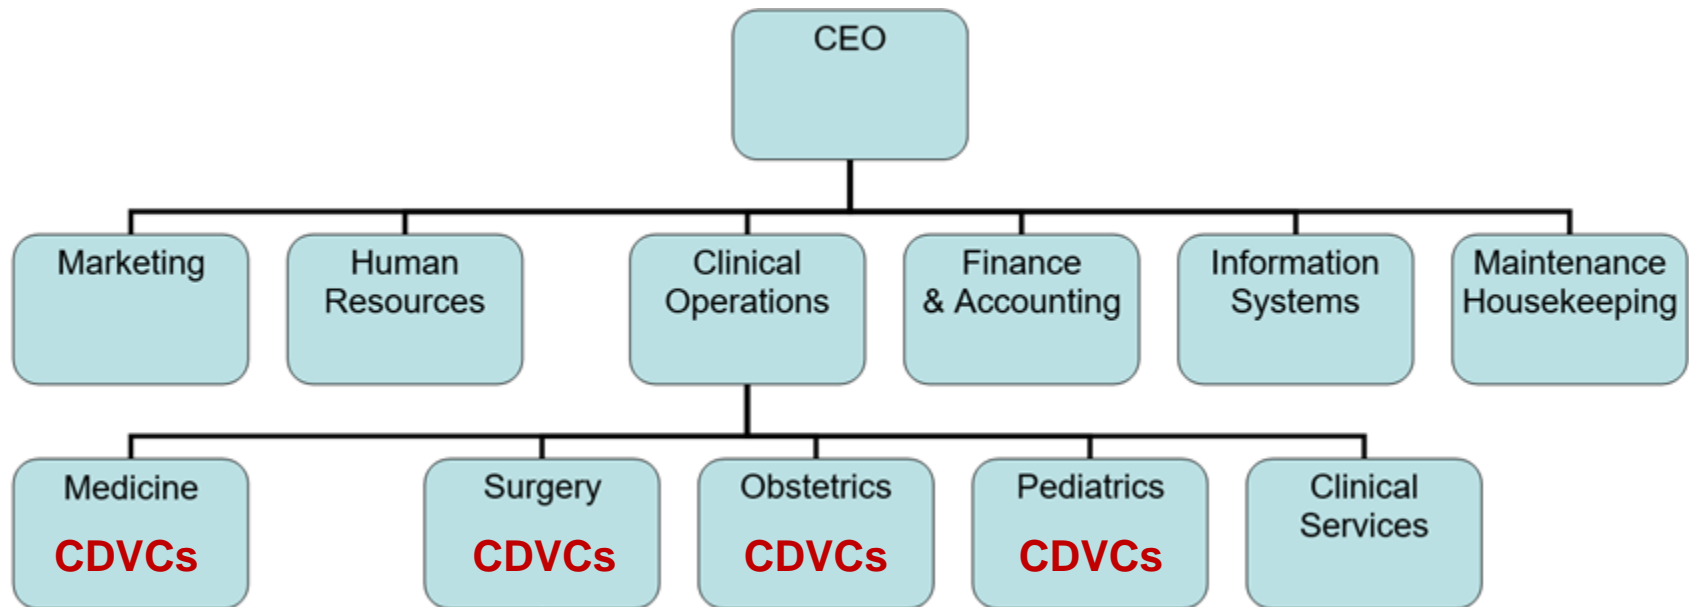 CEO
Marketing
Human
Resources
Clinical
Operations
Finance
& Accounting
Information
Systems
Maintenance
Housekeeping
Medicine
CDVCs
Surgery
CDVCs
Obstetrics
CDVCs
Pediatrics
CDVCs
Clinical
Services